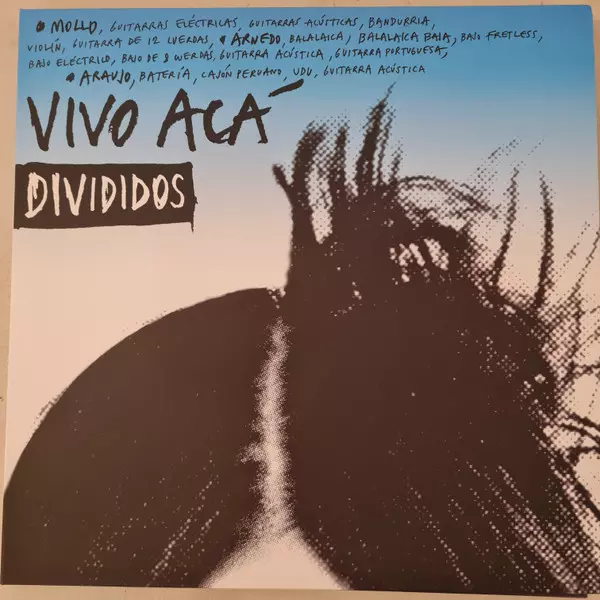 • MOLLO, GUITARRAS ELÉCTRICAS, GUITARRAS ACÚSTICAS, BANDURRIA,
VIOLÍN, GUITARRA DE 12 CUERDAS, • ARNEDO, BALALAICA, BALALAICA BAJA, BAJO FRETLESS,
BAJO ELÉCTRICO, BAJO DE 8 CUERDAS, GUITARRA ACÚSTICA, GUITARRA PORTUGUESA,
• ARAUJO, BATERÍA, CAJÓN PERUANO, UDU, GUITARRA ACÚSTICA
VIVO ACÁ
DIVIDIDOS